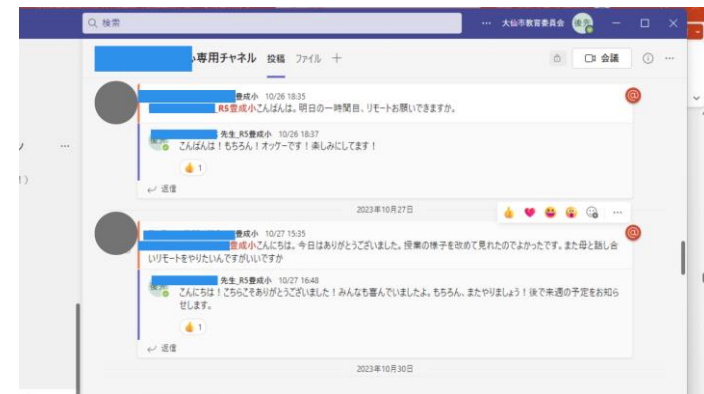 検索
大仙市教育委員会
専用チャネル 投稿 ファイル
会議
豊成小 10/26 18:35
R5豊成小こんばんは。明日の一時間目、リモートお願いできますか。
先生_R5豊成小 10/26 18:37
こんばんは！もちろん！オッケーです！楽しみにしてます！
1
返信
2023年10月27日
豊成小 10/27 15:35
豊成小こんにちは。今日はありがとうございました。授業の様子を改めて見れたのでよかったです。また母と話し合
いリモートをやりたいんですがいいですか
先生_R5豊成小 10/27 16:48
こんにちは！こちらこそありがとうございました！みんなも喜んでいましたよ。もちろん、またやりましょう！後で来週の予定をお知ら
せします。
1
返信
2023年10月30日